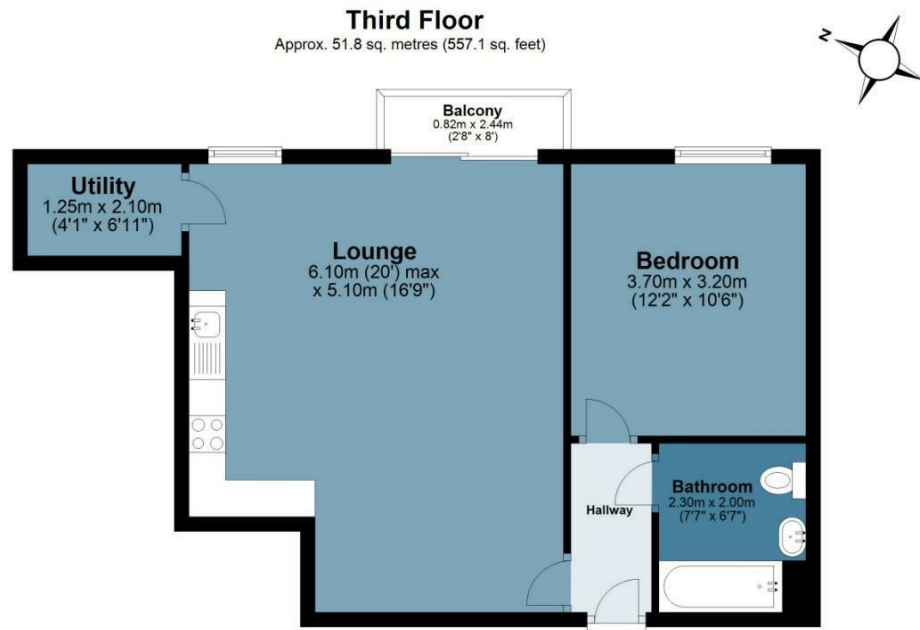 Third Floor
Approx. 51.8 sq. metres (557.1 sq. feet)
N
Balcony
0.82m x 2.44m
(2'8" x 8')
Utility
1.25m x 2.10m
(4'1" x 6'11")
Lounge
6.10m (20') max
x 5.10m (16'9")
Bedroom
3.70m x 3.20m
(12'2" x 10'6")
Hallway
Bathroom
2.30m x 2.00m
(7'7" x 6'7")